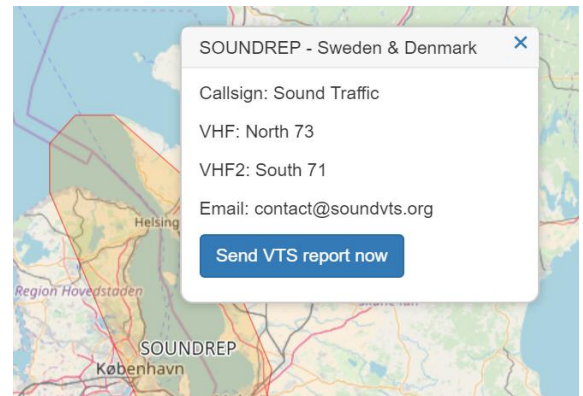 SOUNDREP - Sweden & Denmark ×
Callsign: Sound Traffic
VHF: North 73
VHF2: South 71
Email: contact@soundvts.org
Send VTS report now
Helsing
Region Hovedstaden
SOUNDREP
København